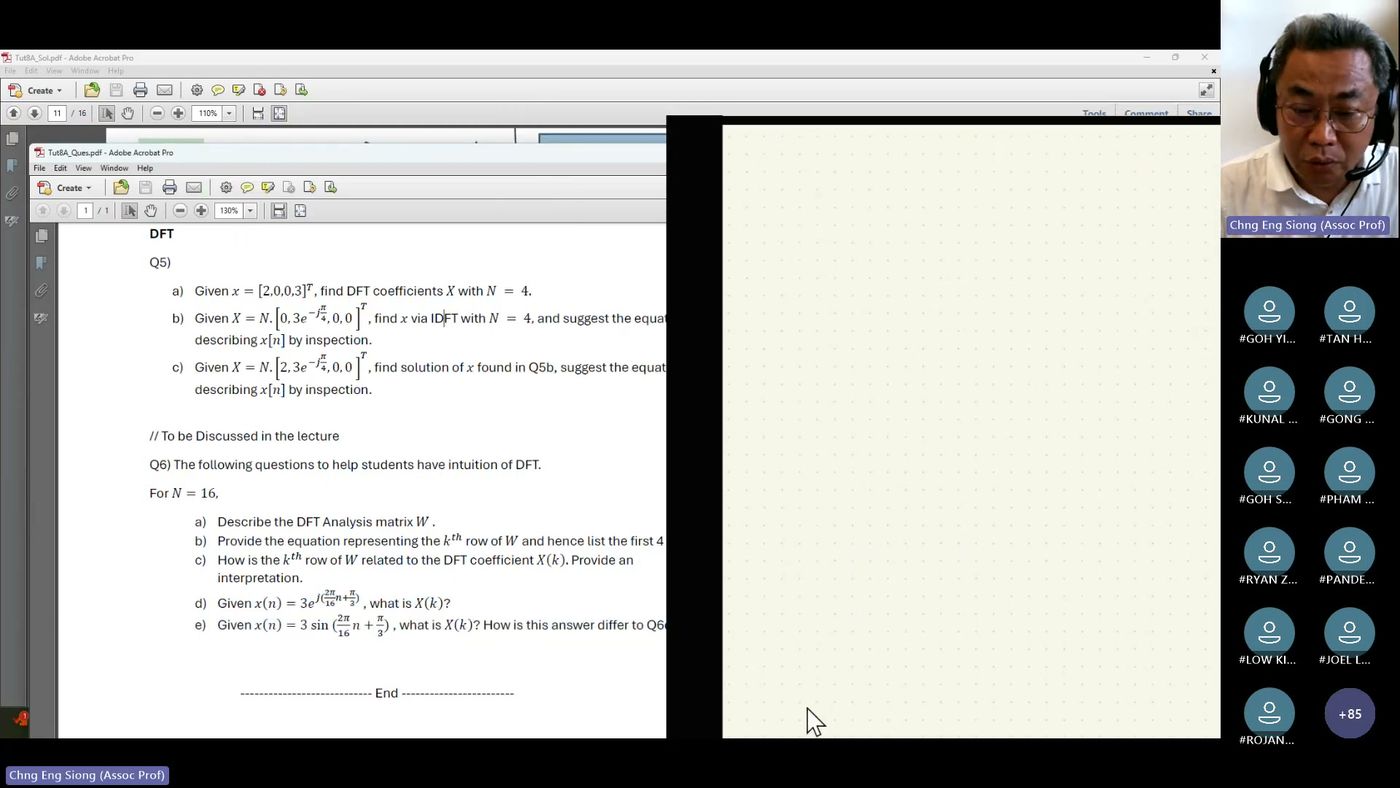 Tut8A_Sol.pdf - Adobe Acrobat Pro
File Edit View Window Help
Create
11 / 16 110% Tools Comment Share
Tut8A_Ques.pdf - Adobe Acrobat Pro
File Edit View Window Help
Create
1 / 1 130%
DFT
Q5)
a) Given x = [2,0,0,3]^T, find DFT coefficients X with N = 4.
b) Given X = N.[0, 3e^{-jπ/4}, 0, 0]^T, find x via IDFT with N = 4, and suggest the equat
describing x[n] by inspection.
c) Given X = N.[2, 3e^{-jπ/4}, 0, 0]^T, find solution of x found in Q5b, suggest the equat
describing x[n] by inspection.
// To be Discussed in the lecture
Q6) The following questions to help students have intuition of DFT.
For N = 16,
a) Describe the DFT Analysis matrix W .
b) Provide the equation representing the k^th row of W and hence list the first 4
c) How is the k^th row of W related to the DFT coefficient X(k). Provide an
interpretation.
d) Given x(n) = 3e^{j(2π/16 n+π/3)} , what is X(k)?
e) Given x(n) = 3 sin (2π/16 n + π/3) , what is X(k)? How is this answer differ to Q6
--------------------------- End -----------------------
Chng Eng Siong (Assoc Prof)
#GOH YI... #TAN H...
#KUNAL ... #GONG ...
#GOH S... #PHAM ...
#RYAN Z... #PANDE...
#LOW KI... #JOEL L...
#ROJAN... +85
Chng Eng Siong (Assoc Prof)